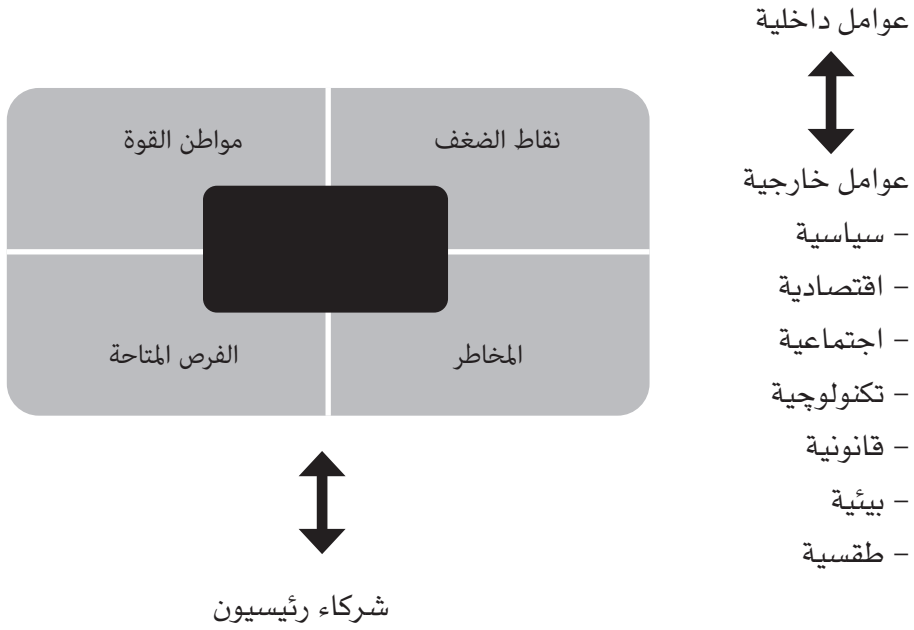 عوامل داخلية
عوامل خارجية
– سياسية
– اقتصادية
– اجتماعية
– تكنولوچية
– قانونية
– بيئية
– طقسية
نقاط الضغف
مواطن القوة
المخاطر
الفرص المتاحة
شركاء رئيسيون